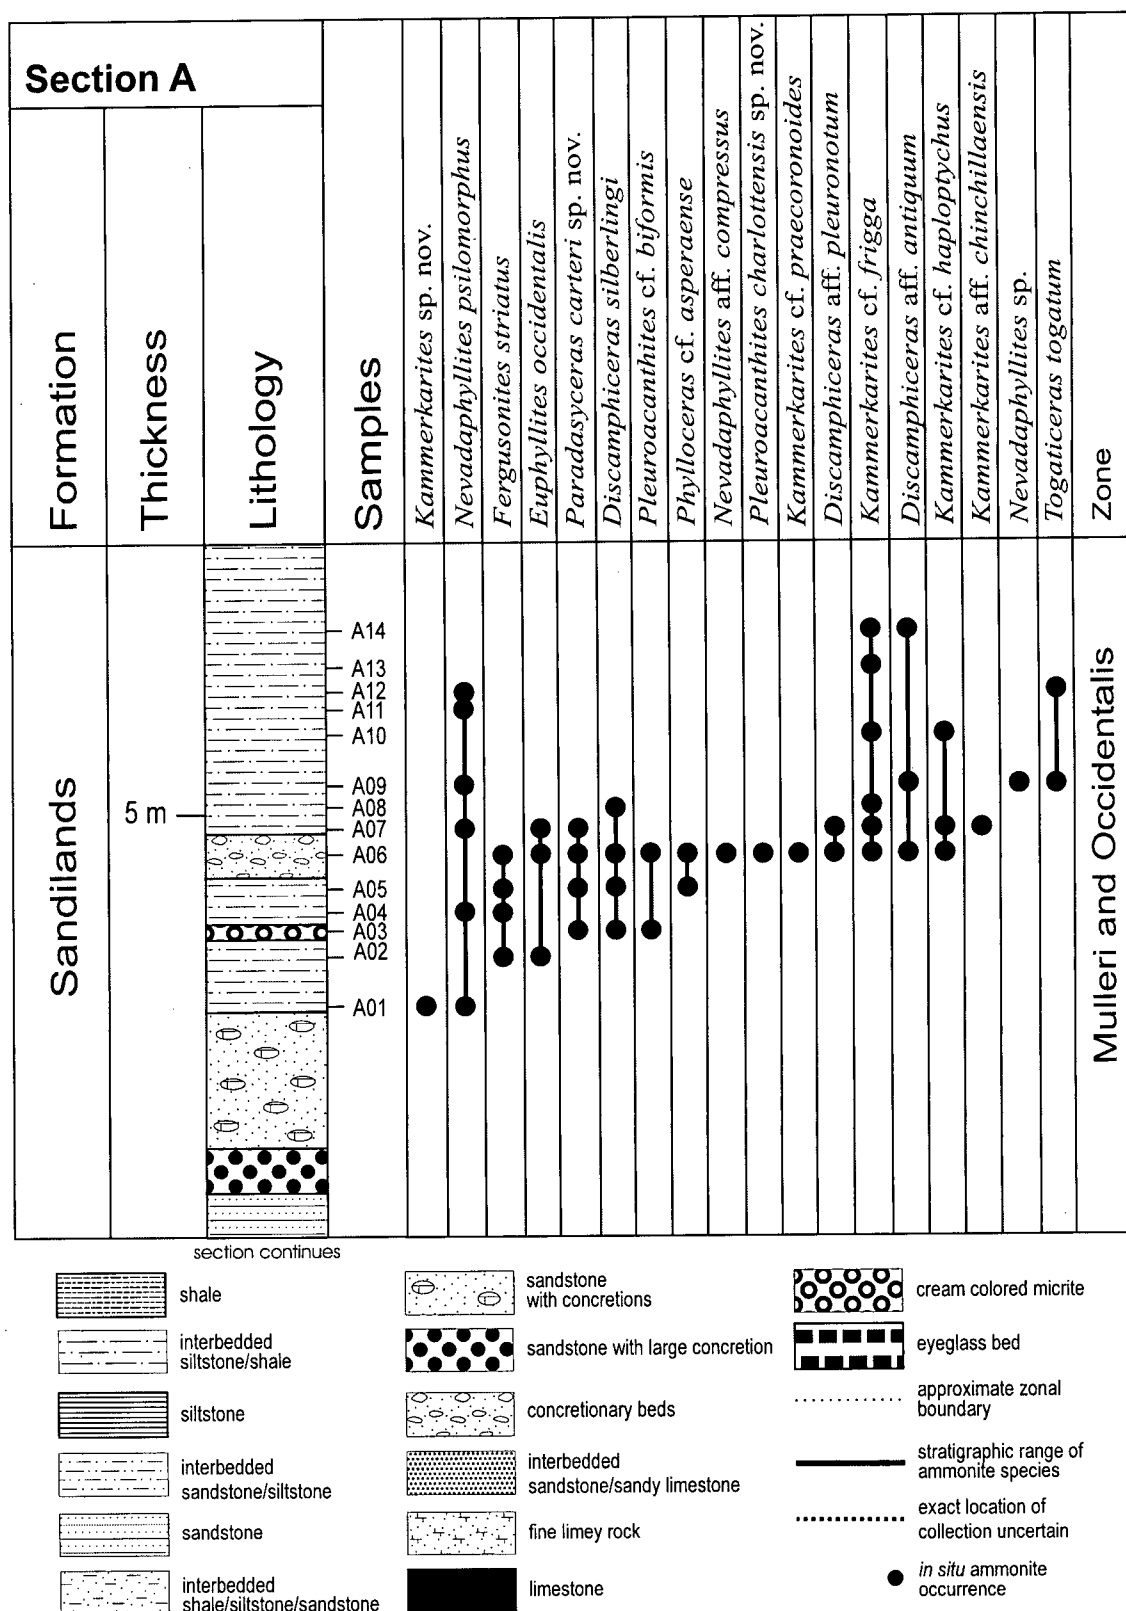 Section A
Formation
Thickness
Lithology
Samples
Kammerkarites sp. nov.
Nevadaphyllites psilomorphus
Fergusonites striatus
Euphyllites occidentalis
Paradasyceras carteri sp. nov.
Discamphiceras silberlingi
Pleuroacanthites cf. biformis
Phylloceras cf. asperaense
Nevadaphyllites aff. compressus
Pleuroacanthites charlottensis sp. nov.
Kammerkarites cf. praecoronoides
Discamphiceras aff. pleuronotum
Kammerkarites cf. frigga
Discamphiceras aff. antiquum
Kammerkarites cf. haploptychus
Kammerkarites aff. chinchillaensis
Nevadaphyllites sp.
Togaticeras togatum
Zone
Sandilands
5 m
A14
A13
A12
A11
A10
A09
A08
A07
A06
A05
A04
A03
A02
A01
Mulleri and Occidentalis
section continues
shale
interbedded
siltstone/shale
siltstone
interbedded
sandstone/siltstone
sandstone
interbedded
shale/siltstone/sandstone
sandstone
with concretions
sandstone with large concretion
concretionary beds
interbedded
sandstone/sandy limestone
fine limey rock
limestone
cream colored micrite
eyeglass bed
approximate zonal
boundary
stratigraphic range of
ammonite species
exact location of
collection uncertain
in situ ammonite
occurrence